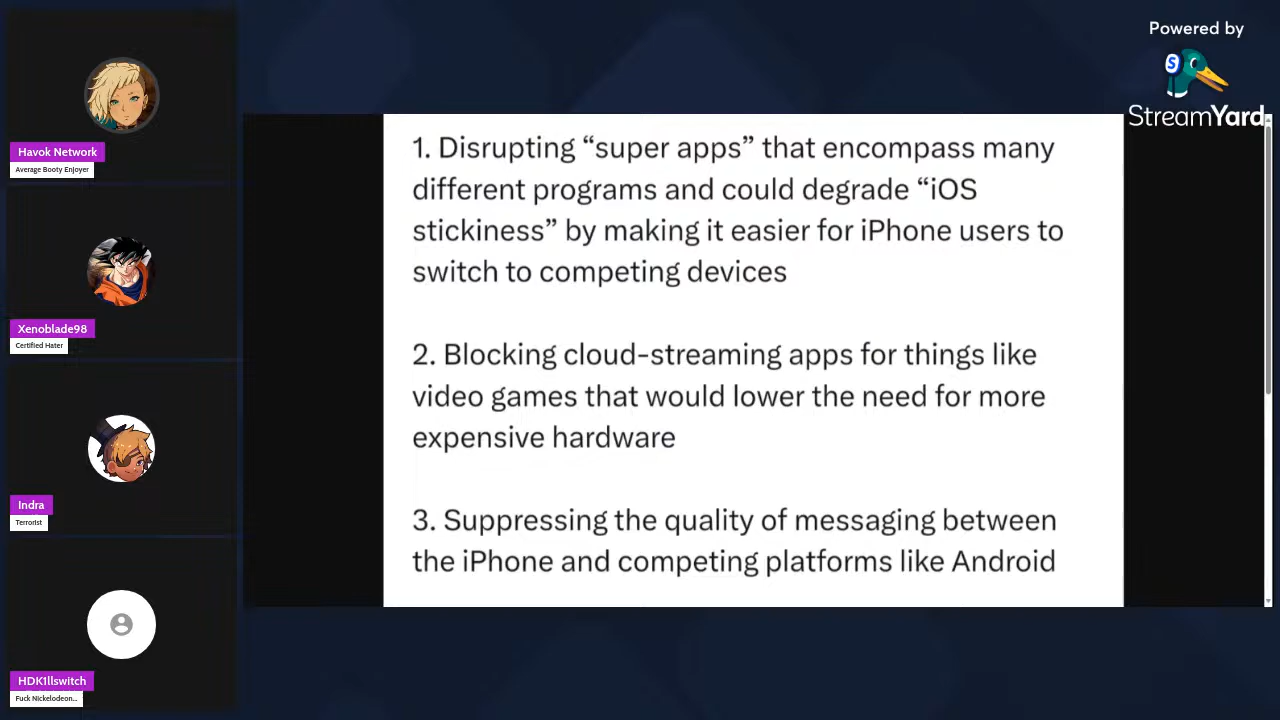 Powered by
S
StreamYard
Havok Network
Average Booty Enjoyer
Xenoblade98
Certified Hater
Indra
Terrorist
HDK1llswitch
Fuck Nickelodeon...
1. Disrupting “super apps” that encompass many
different programs and could degrade “iOS
stickiness” by making it easier for iPhone users to
switch to competing devices
2. Blocking cloud-streaming apps for things like
video games that would lower the need for more
expensive hardware
3. Suppressing the quality of messaging between
the iPhone and competing platforms like Android